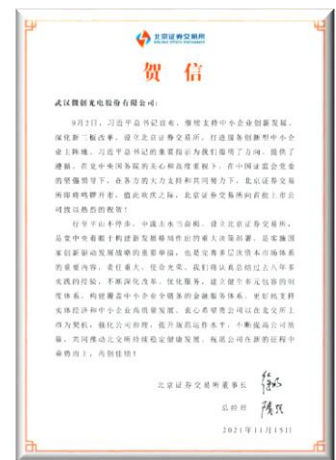 北京证券交易所
BEIJING STOCK EXCHANGE
贺 信
武汉微创光电股份有限公司:
9月2日,习近平总书记宣布,继续支持中小企业创新发展,
深化新三板改革,设立北京证券交易所,打造服务创新型中小企
业主阵地。习近平总书记的重要指示为我们指明了方向、提供了
遵循。在党中央国务院的关心和高度重视下,在中国证监会党委
的坚强领导下,在各方的大力支持和共同努力下,北京证券交易
所即将鸣锣开市。值此欢庆之际,北京证券交易所向首批上市公
司致以热烈的祝贺!
行至半山不停步,中流击水当奋楫。设立北京证券交易所,
是党中央着眼于构建新发展格局作出的重大决策部署,是实施国
家创新驱动发展战略的重要举措,也是完善多层次资本市场体系
的重要内容,责任重大、使命光荣。我们将认真总结过去八年多
实践的经验,不断深化改革、优化服务,建立健全多元包容的制
度体系,构建覆盖中小企业全链条的金融服务体系,更好地支持
实体经济和中小企业高质量发展。衷心希望贵公司以在北交所上
市为契机,强化公司治理,提升规范运作水平,不断提高公司质
量,共同推动北交所持续稳定健康发展。祝愿公司在新的征程中
乘势而上,再创佳绩!
北京证券交易所董事长
总经理
2021年11月15日